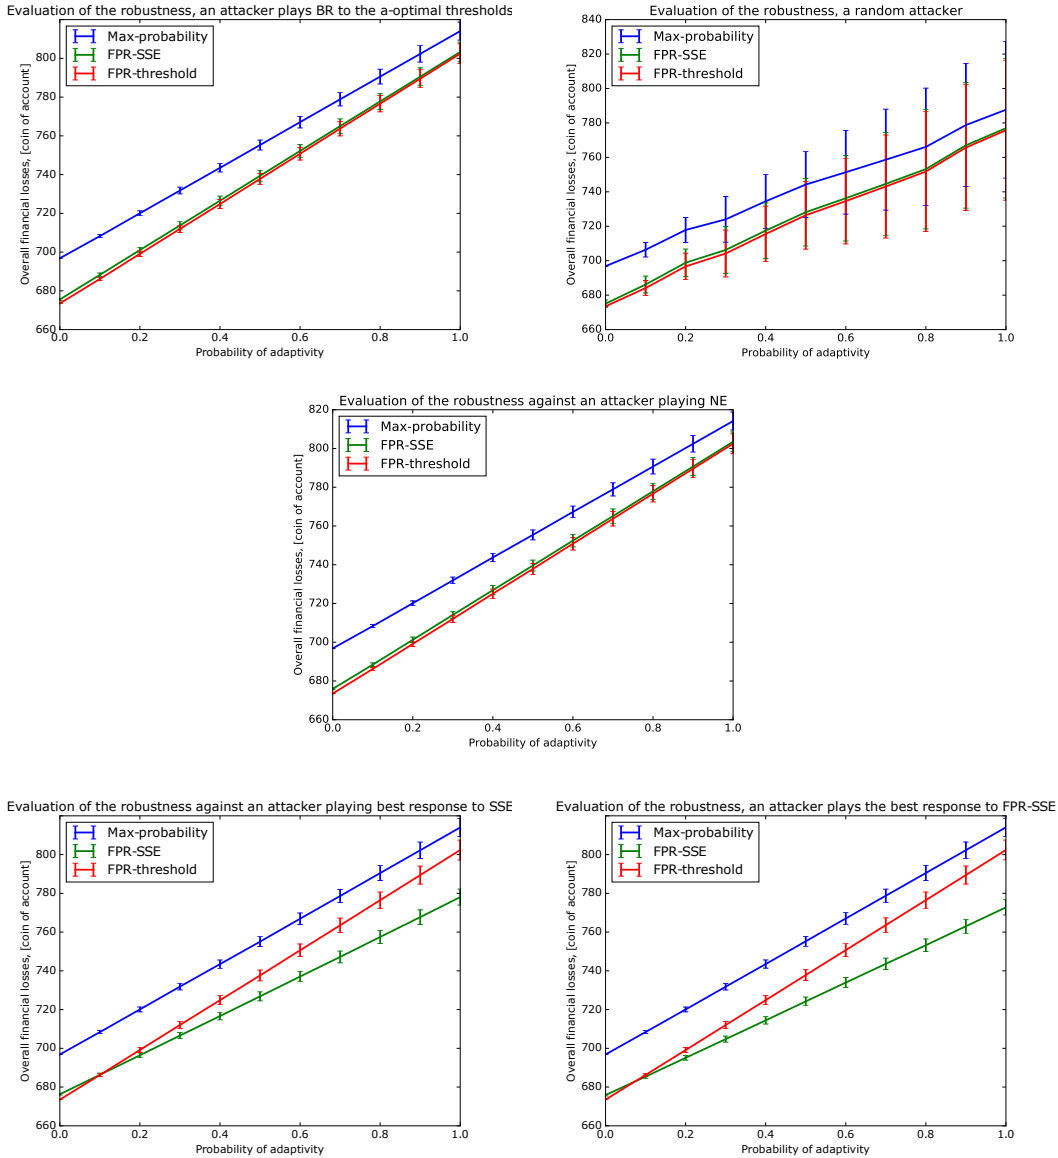 Evaluation of the robustness, an attacker plays BR to the a-optimal thresholds
Max-probability
FPR-SSE
FPR-threshold
Overall financial losses, [coin of account]
800
780
760
740
720
700
680
660
0.0 0.2 0.4 0.6 0.8 1.0
Probability of adaptivity
Evaluation of the robustness, a random attacker
Max-probability
FPR-SSE
FPR-threshold
Overall financial losses, [coin of account]
840
820
800
780
760
740
720
700
680
660
0.0 0.2 0.4 0.6 0.8 1.0
Probability of adaptivity
Evaluation of the robustness against an attacker playing NE
Max-probability
FPR-SSE
FPR-threshold
Overall financial losses, [coin of account]
820
800
780
760
740
720
700
680
660
0.0 0.2 0.4 0.6 0.8 1.0
Probability of adaptivity
Evaluation of the robustness against an attacker playing best response to SSE
Max-probability
FPR-SSE
FPR-threshold
Overall financial losses, [coin of account]
800
780
760
740
720
700
680
660
0.0 0.2 0.4 0.6 0.8 1.0
Probability of adaptivity
Evaluation of the robustness, an attacker plays the best response to FPR-SSE
Max-probability
FPR-SSE
FPR-threshold
Overall financial losses, [coin of account]
800
780
760
740
720
700
680
660
0.0 0.2 0.4 0.6 0.8 1.0
Probability of adaptivity